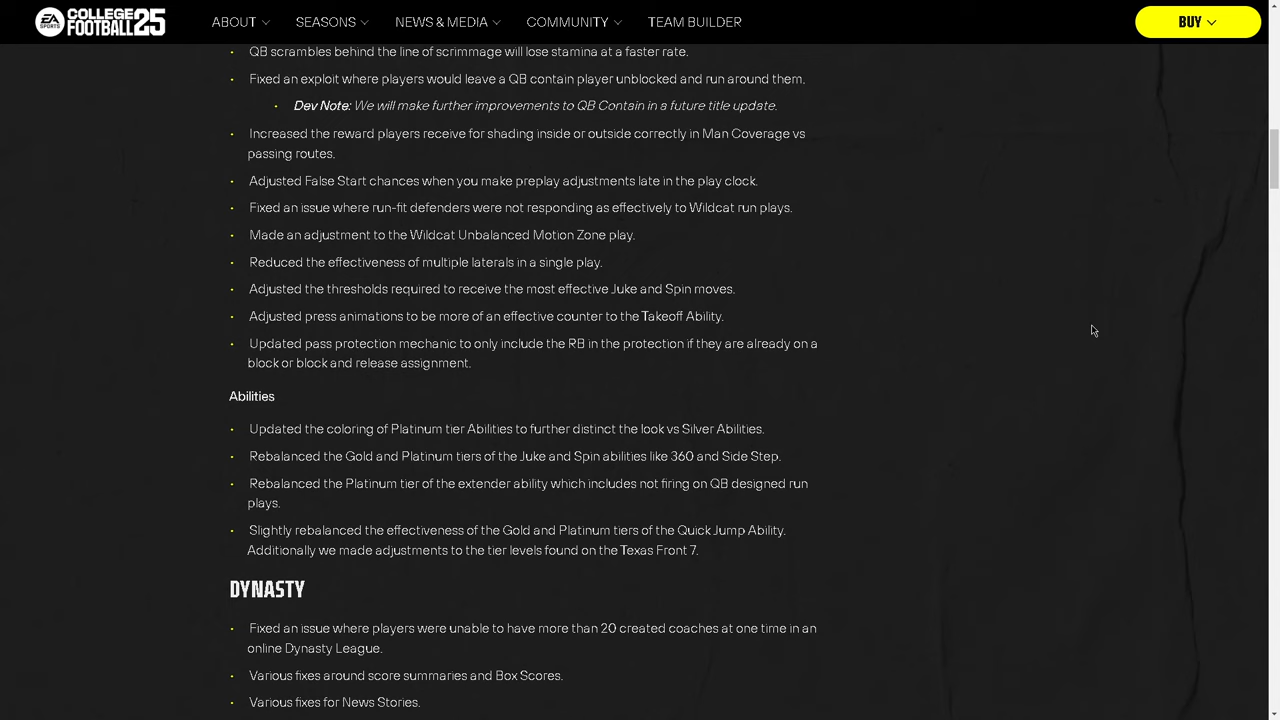 EA SPORTS COLLEGE FOOTBALL 25 ABOUT SEASONS NEWS & MEDIA COMMUNITY TEAM BUILDER BUY
• QB scrambles behind the line of scrimmage will lose stamina at a faster rate.
• Fixed an exploit where players would leave a QB contain player unblocked and run around them.
• Dev Note: We will make further improvements to QB Contain in a future title update.
• Increased the reward players receive for shading inside or outside correctly in Man Coverage vs
passing routes.
• Adjusted False Start chances when you make preplay adjustments late in the play clock.
• Fixed an issue where run-fit defenders were not responding as effectively to Wildcat run plays.
• Made an adjustment to the Wildcat Unbalanced Motion Zone play.
• Reduced the effectiveness of multiple laterals in a single play.
• Adjusted the thresholds required to receive the most effective Juke and Spin moves.
• Adjusted press animations to be more of an effective counter to the Takeoff Ability.
• Updated pass protection mechanic to only include the RB in the protection if they are already on a
block or block and release assignment.
Abilities
• Updated the coloring of Platinum tier Abilities to further distinct the look vs Silver Abilities.
• Rebalanced the Gold and Platinum tiers of the Juke and Spin abilities like 360 and Side Step.
• Rebalanced the Platinum tier of the extender ability which includes not firing on QB designed run
plays.
• Slightly rebalanced the effectiveness of the Gold and Platinum tiers of the Quick Jump Ability.
Additionally we made adjustments to the tier levels found on the Texas Front 7.
DYNASTY
• Fixed an issue where players were unable to have more than 20 created coaches at one time in an
online Dynasty League.
• Various fixes around score summaries and Box Scores.
• Various fixes for News Stories.